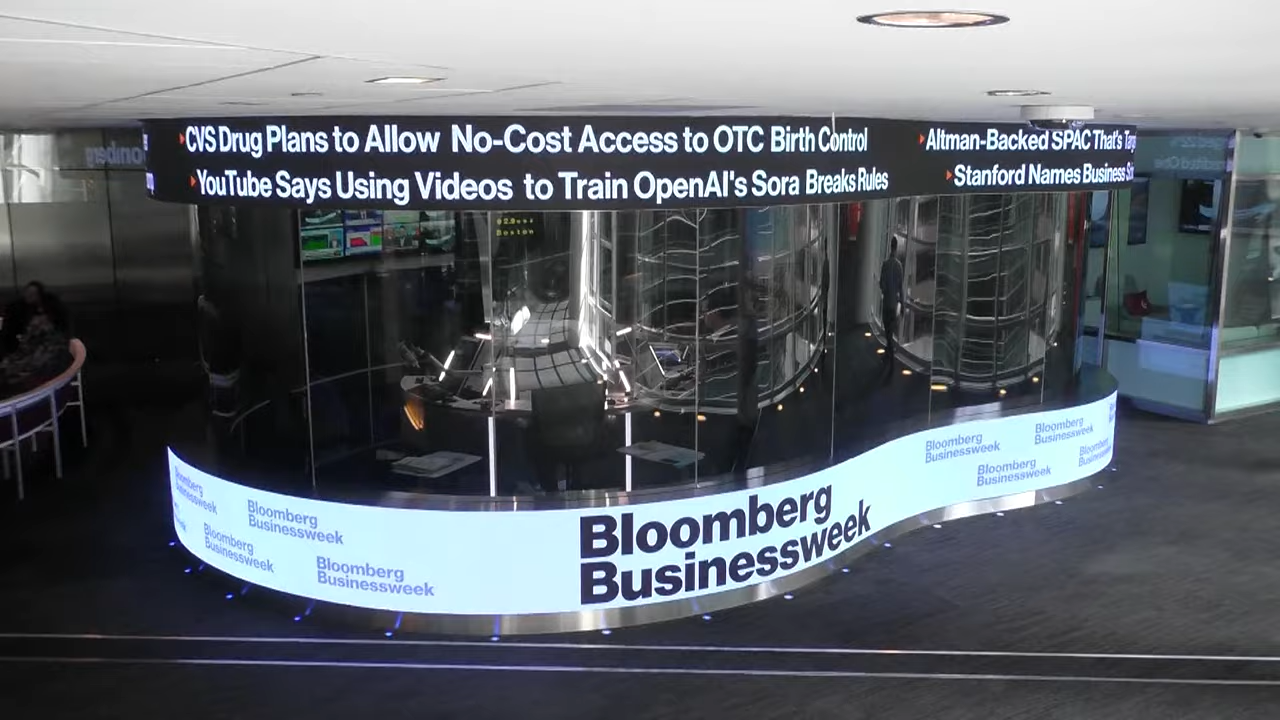 CVS Drug Plans to Allow No-Cost Access to OTC Birth Control
Altman-Backed SPAC That's
YouTube Says Using Videos to Train OpenAI's Sora Breaks Rules
Stanford Names Business
Boston
Bloomberg
Businessweek
Bloomberg
Businessweek
Bloomberg
Businessweek
Bloomberg
Businessweek
Bloomberg
Businessweek
Bloomberg
Businessweek
Bloomberg
Businessweek
Bloomberg
Businessweek
Bloomberg
Businessweek